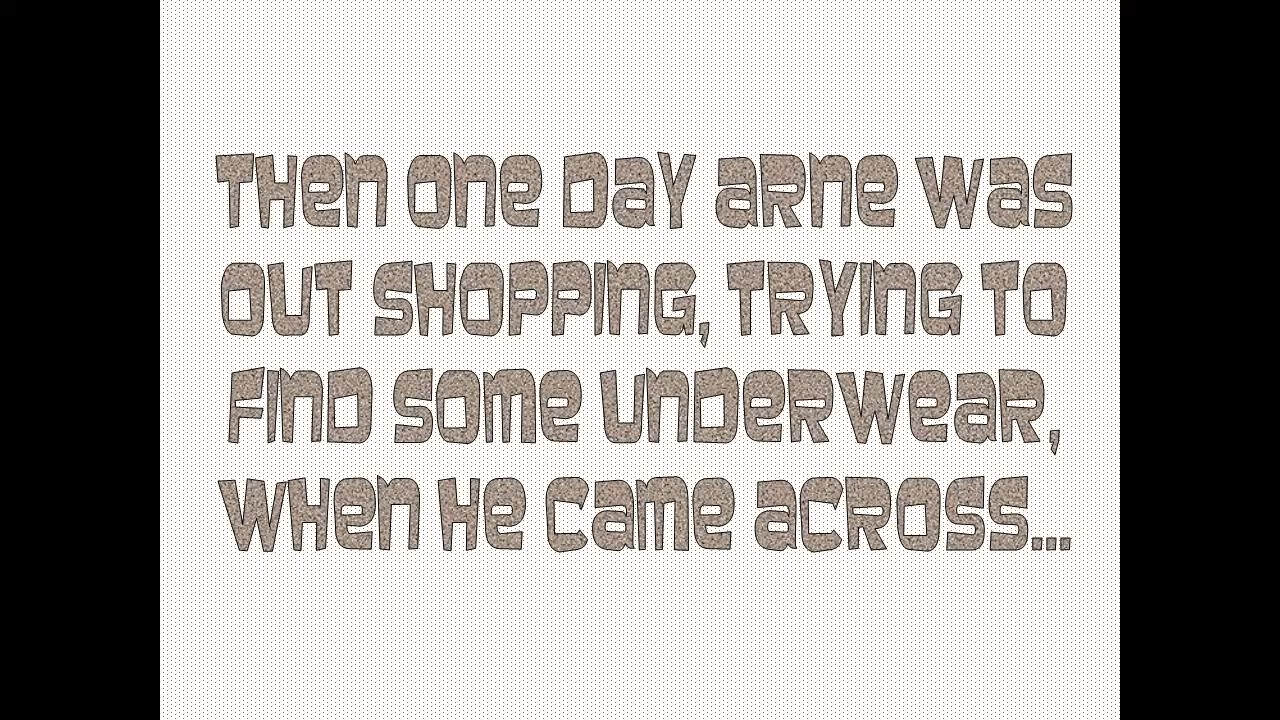 Then one day Arne was
out shopping, trying to
find some underwear,
when he came across...